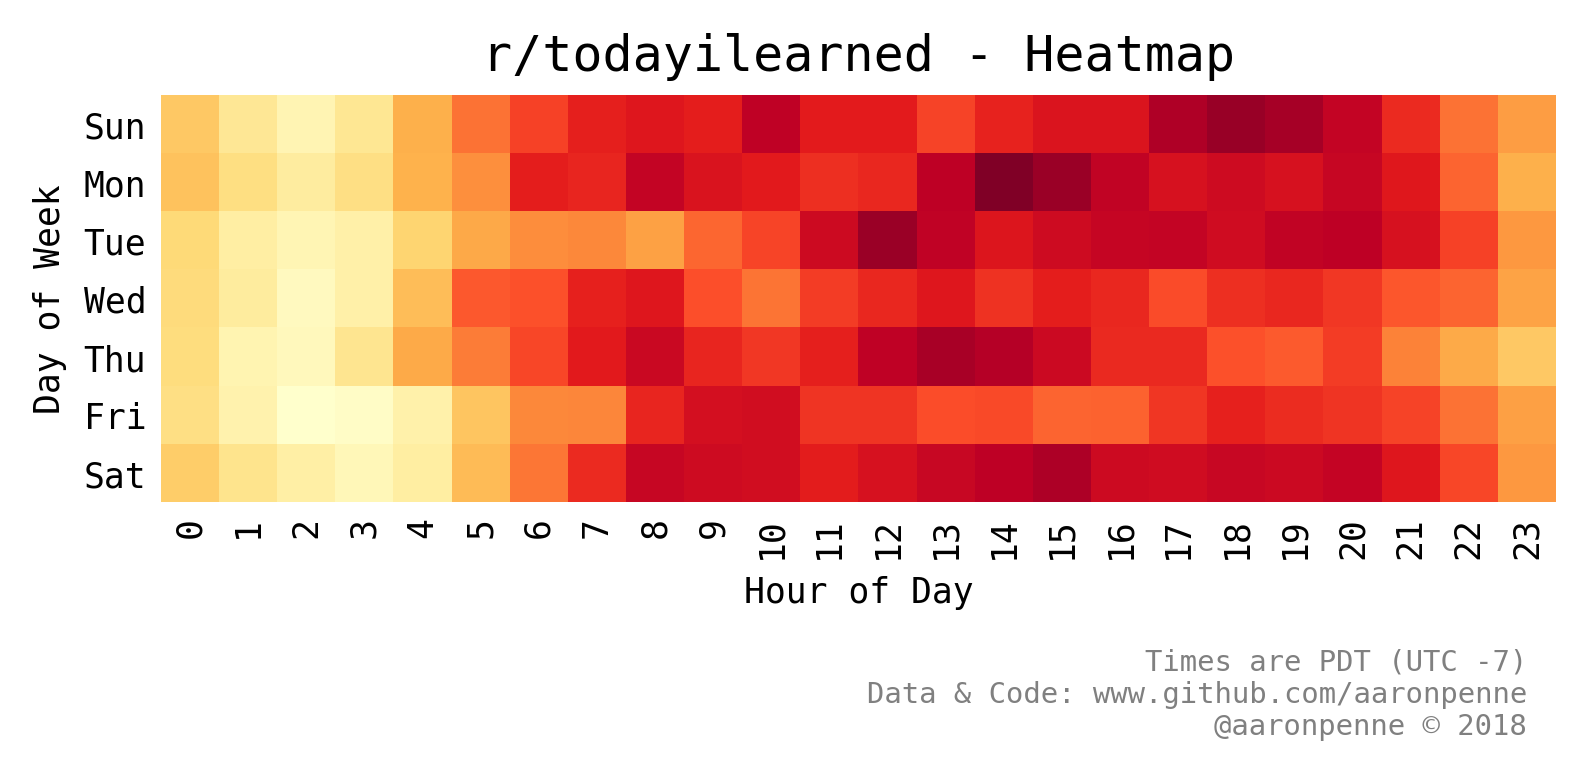 r/todayilearned - Heatmap
Day of Week
Sun
Mon
Tue
Wed
Thu
Fri
Sat
0 1 2 3 4 5 6 7 8 9 10 11 12 13 14 15 16 17 18 19 20 21 22 23
Hour of Day
Times are PDT (UTC -7)
Data & Code: www.github.com/aaronpenne
@aaronpenne © 2018